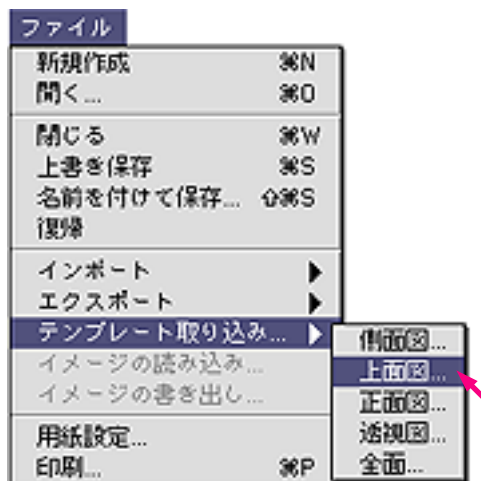 ファイル
新規作成 ⌘N
開く... ⌘O
閉じる ⌘W
上書き保存 ⌘S
名前を付けて保存... ⇧⌘S
復帰
インポート
エクスポート
テンプレート取り込み...
側面図...
上面図...
正面図...
透視図...
全面...
イメージの読み込み...
イメージの書き出し...
用紙設定...
印刷... ⌘P